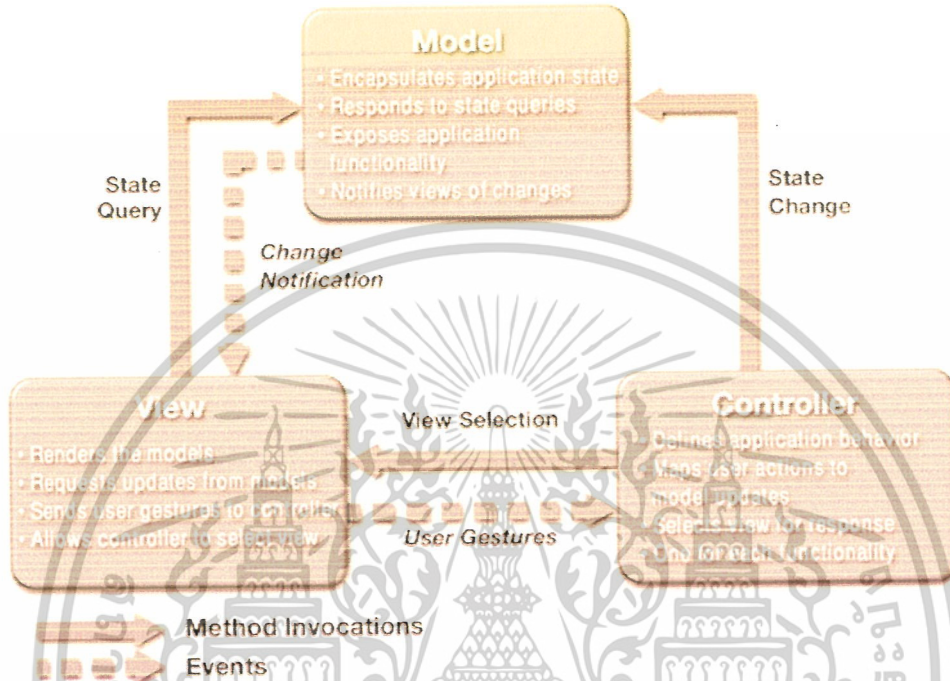 Model
• Encapsulates application state
• Responds to state queries
• Exposes application
functionality
• Notifies views of changes
State
Query
State
Change
Change
Notification
View
• Renders the models
• Requests updates from models
• Sends user gestures to controller
• Allows controller to select view
View Selection
User Gestures
Controller
• Defines application behavior
• Maps user actions to
model updates
• Selects view for response
• One for each functionality
Method Invocations
Events